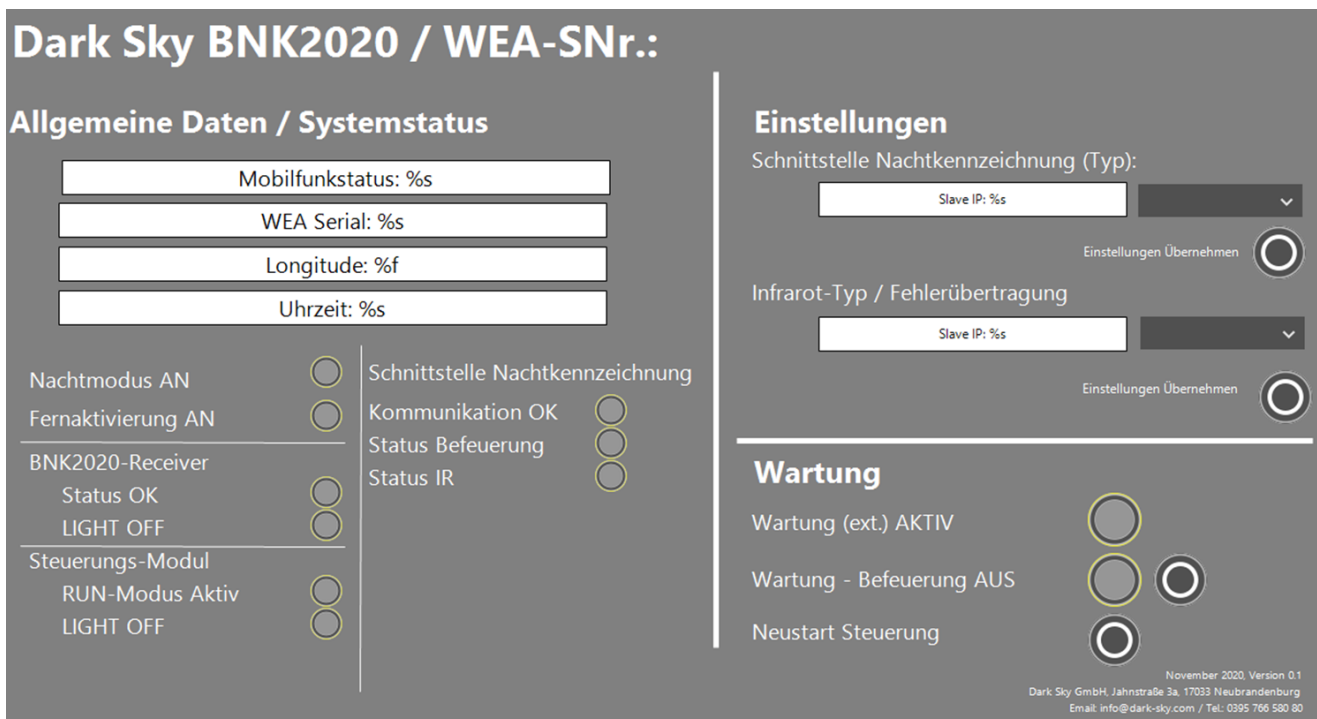 Dark Sky BNK2020 / WEA-SNr.:
Allgemeine Daten / Systemstatus
Mobilfunkstatus: %s
WEA Serial: %s
Longitude: %f
Uhrzeit: %s
Nachtmodus AN
Fernaktivierung AN
BNK2020-Receiver
Status OK
LIGHT OFF
Steuerungs-Modul
RUN-Modus Aktiv
LIGHT OFF
Schnittstelle Nachtkennzeichnung
Kommunikation OK
Status Befeuerung
Status IR
Einstellungen
Schnittstelle Nachtkennzeichnung (Typ):
Slave IP: %s
Einstellungen Übernehmen
Infrarot-Typ / Fehlerübertragung
Slave IP: %s
Einstellungen Übernehmen
Wartung
Wartung (ext.) AKTIV
Wartung - Befeuerung AUS
Neustart Steuerung
November 2020, Version 0.1
Dark Sky GmbH, Jahnstraße 3a, 17033 Neubrandenburg
Email: info@dark-sky.com / Tel.: 0395 766 580 80